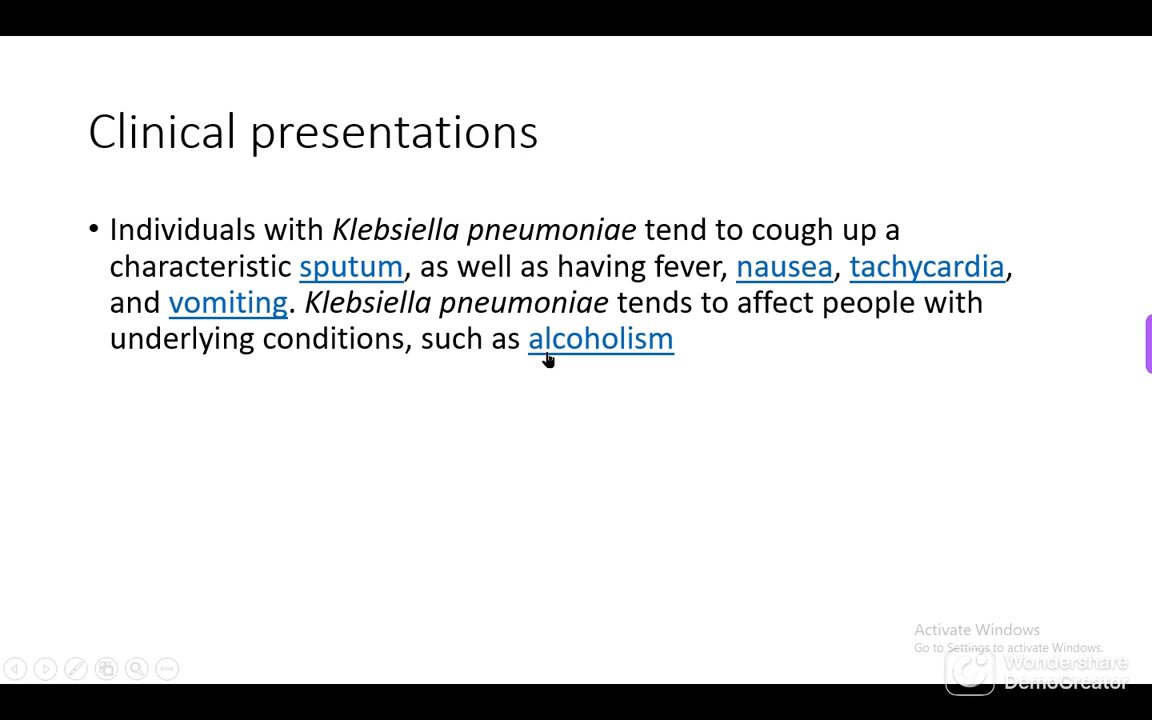 Clinical presentations
• Individuals with Klebsiella pneumoniae tend to cough up a
characteristic sputum, as well as having fever, nausea, tachycardia,
and vomiting. Klebsiella pneumoniae tends to affect people with
underlying conditions, such as alcoholism
Activate Windows
Go to Settings to activate Windows.
Wondershare
DemoCreator